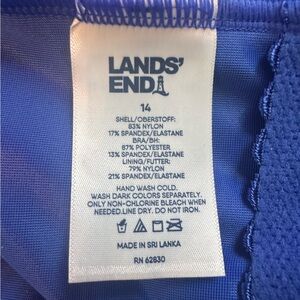 LANDS'
END
14
SHELL/OBERSTOFF:
83% NYLON
17% SPANDEX/ELASTANE
BRA/BH:
87% POLYESTER
13% SPANDEX/ELASTANE
LINING/FUTTER:
79% NYLON
21% SPANDEX/ELASTANE
HAND WASH COLD.
WASH DARK COLORS SEPARATELY.
ONLY NON-CHLORINE BLEACH WHEN
NEEDED.LINE DRY. DO NOT IRON.
MADE IN SRI LANKA
RN 62830